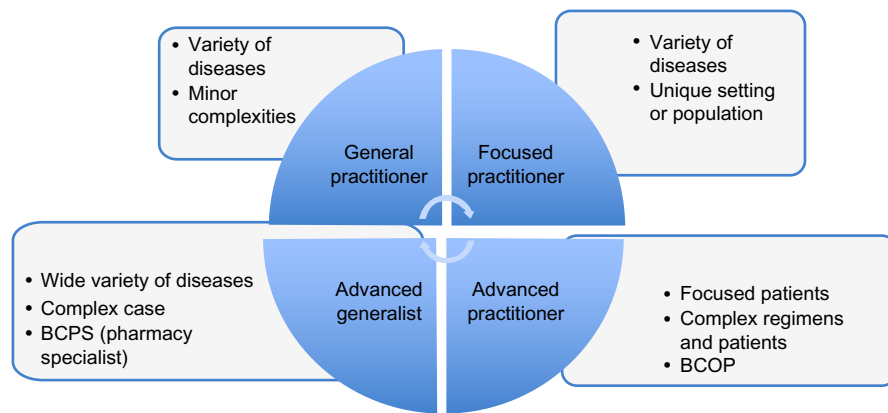 • Variety of
diseases
• Minor
complexities
• Variety of
diseases
• Unique setting
or population
General
practitioner
Focused
practitioner
Advanced
generalist
Advanced
practitioner
• Wide variety of diseases
• Complex case
• BCPS (pharmacy
specialist)
• Focused patients
• Complex regimens
and patients
• BCOP